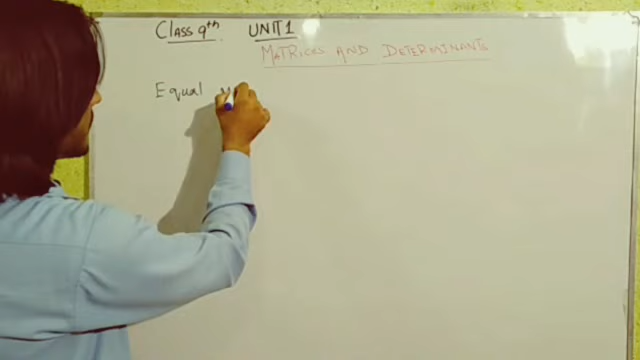 Class 9th. UNIT 1
MATRICES AND DETERMINANTS
Equal